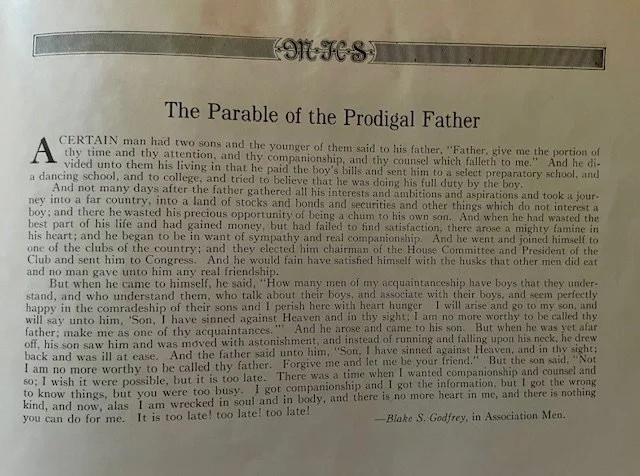 M·H·S
The Parable of the Prodigal Father
A CERTAIN man had two sons and the younger of them said to his father, "Father, give me the portion of
thy time and thy attention, and thy companionship, and thy counsel which falleth to me." And he di-
vided unto them his living in that he paid the boy's bills and sent him to a select preparatory school, and
a dancing school, and to college, and tried to believe that he was doing his full duty by the boy.
And not many days after the father gathered all his interests and ambitions and aspirations and took a jour-
ney into a far country, into a land of stocks and bonds and securities and other things which do not interest a
boy; and there he wasted his precious opportunity of being a chum to his own son. And when he had wasted the
best part of his life and had gained money, but had failed to find satisfaction, there arose a mighty famine in
his heart; and he began to be in want of sympathy and real companionship. And he went and joined himself to
one of the clubs of the country; and they elected him chairman of the House Committee and President of the
Club and sent him to Congress. And he would fain have satisfied himself with the husks that other men did eat
and no man gave unto him any real friendship.
But when he came to himself, he said, "How many men of my acquaintanceship have boys that they under-
stand, and who understand them, who talk about their boys, and associate with their boys, and seem perfectly
happy in the comradeship of their sons and I perish here with heart hunger I will arise and go to my son, and
will say unto him, 'Son, I have sinned against Heaven and in thy sight; I am no more worthy to be called thy
father; make me as one, of thy acquaintances.'" And he arose and came to his son. But when he was yet afar
off, his son saw him and was moved with astonishment, and instead of running and falling upon his neck, he drew
back and was ill at ease. And the father said unto him, "Son, I have sinned against Heaven, and in thy sight;
I am no more worthy to be called thy father. Forgive me and let me be your friend." But the son said, "Not
so; I wish it were possible, but it is too late. There was a time when I wanted companionship and counsel and
to know things, but you were too busy. I got companionship and I got the information, but I got the wrong
kind, and now, alas I am wrecked in soul and in body, and there is no more heart in me, and there is nothing
you can do for me. It is too late! too late! too late!
—Blake S. Godfrey, in Association Men.